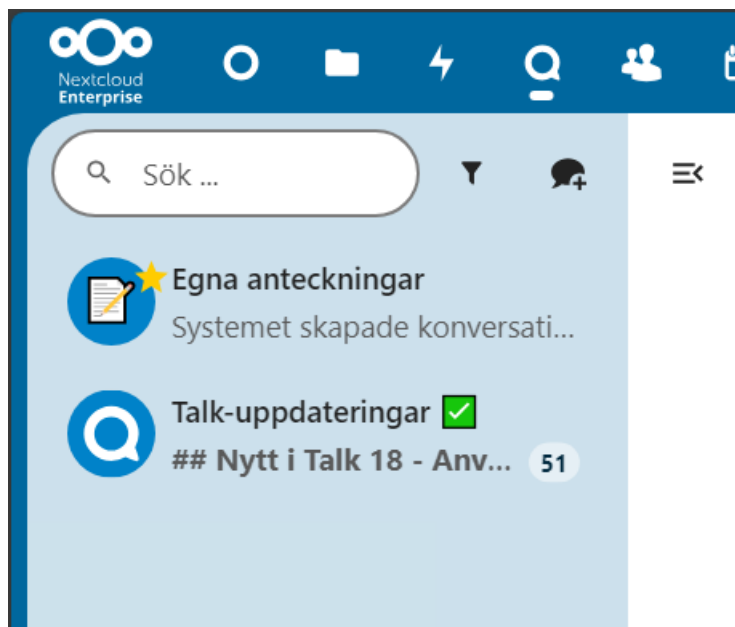 Nextcloud
Enterprise
Sök ...
Egna anteckningar
Systemet skapade konversati...
Talk-uppdateringar ✅
## Nytt i Talk 18 - Anv... 51